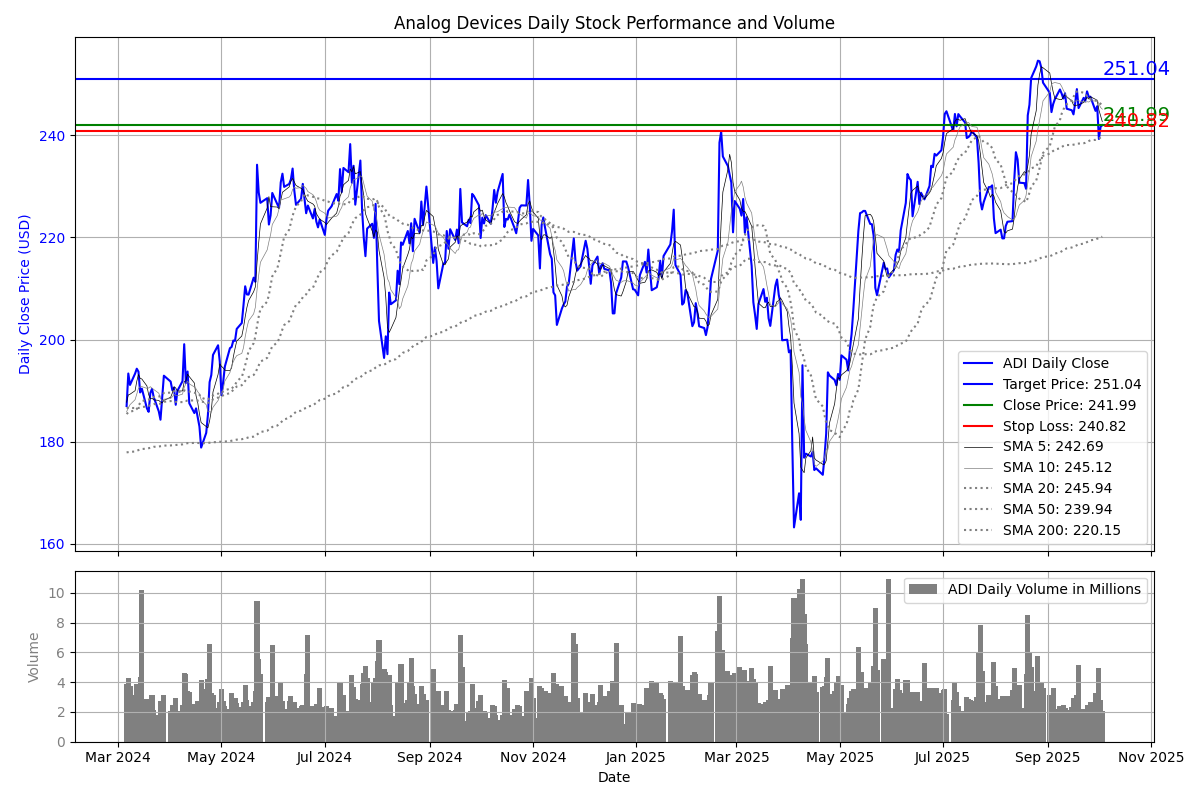 Analog Devices Daily Stock Performance and Volume
Daily Close Price (USD)
240
220
200
180
160
251.04
241.99
240.82
ADI Daily Close
Target Price: 251.04
Close Price: 241.99
Stop Loss: 240.82
SMA 5: 242.69
SMA 10: 245.12
SMA 20: 245.94
SMA 50: 239.94
SMA 200: 220.15
Volume
10
8
6
4
2
0
ADI Daily Volume in Millions
Mar 2024 May 2024 Jul 2024 Sep 2024 Nov 2024 Jan 2025 Mar 2025 May 2025 Jul 2025 Sep 2025 Nov 2025
Date